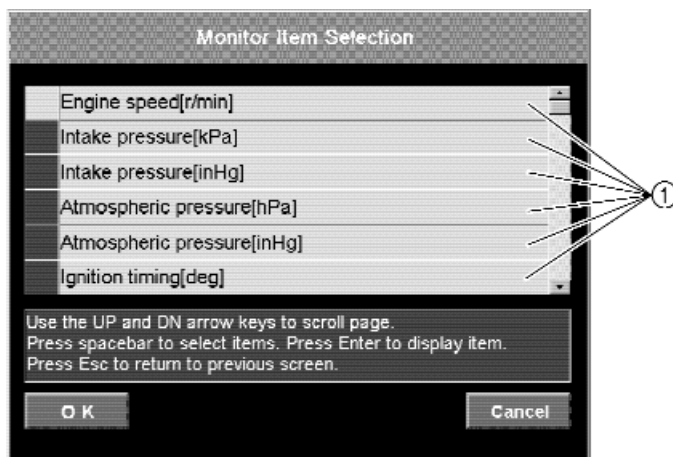 Monitor Item Selection
Engine speed[r/min]
Intake pressure[kPa]
Intake pressure[inHg]
Atmospheric pressure[hPa]
Atmospheric pressure[inHg]
Ignition timing[deg]
①
Use the UP and DN arrow keys to scroll page.
Press spacebar to select items. Press Enter to display item.
Press Esc to return to previous screen.
OK
Cancel